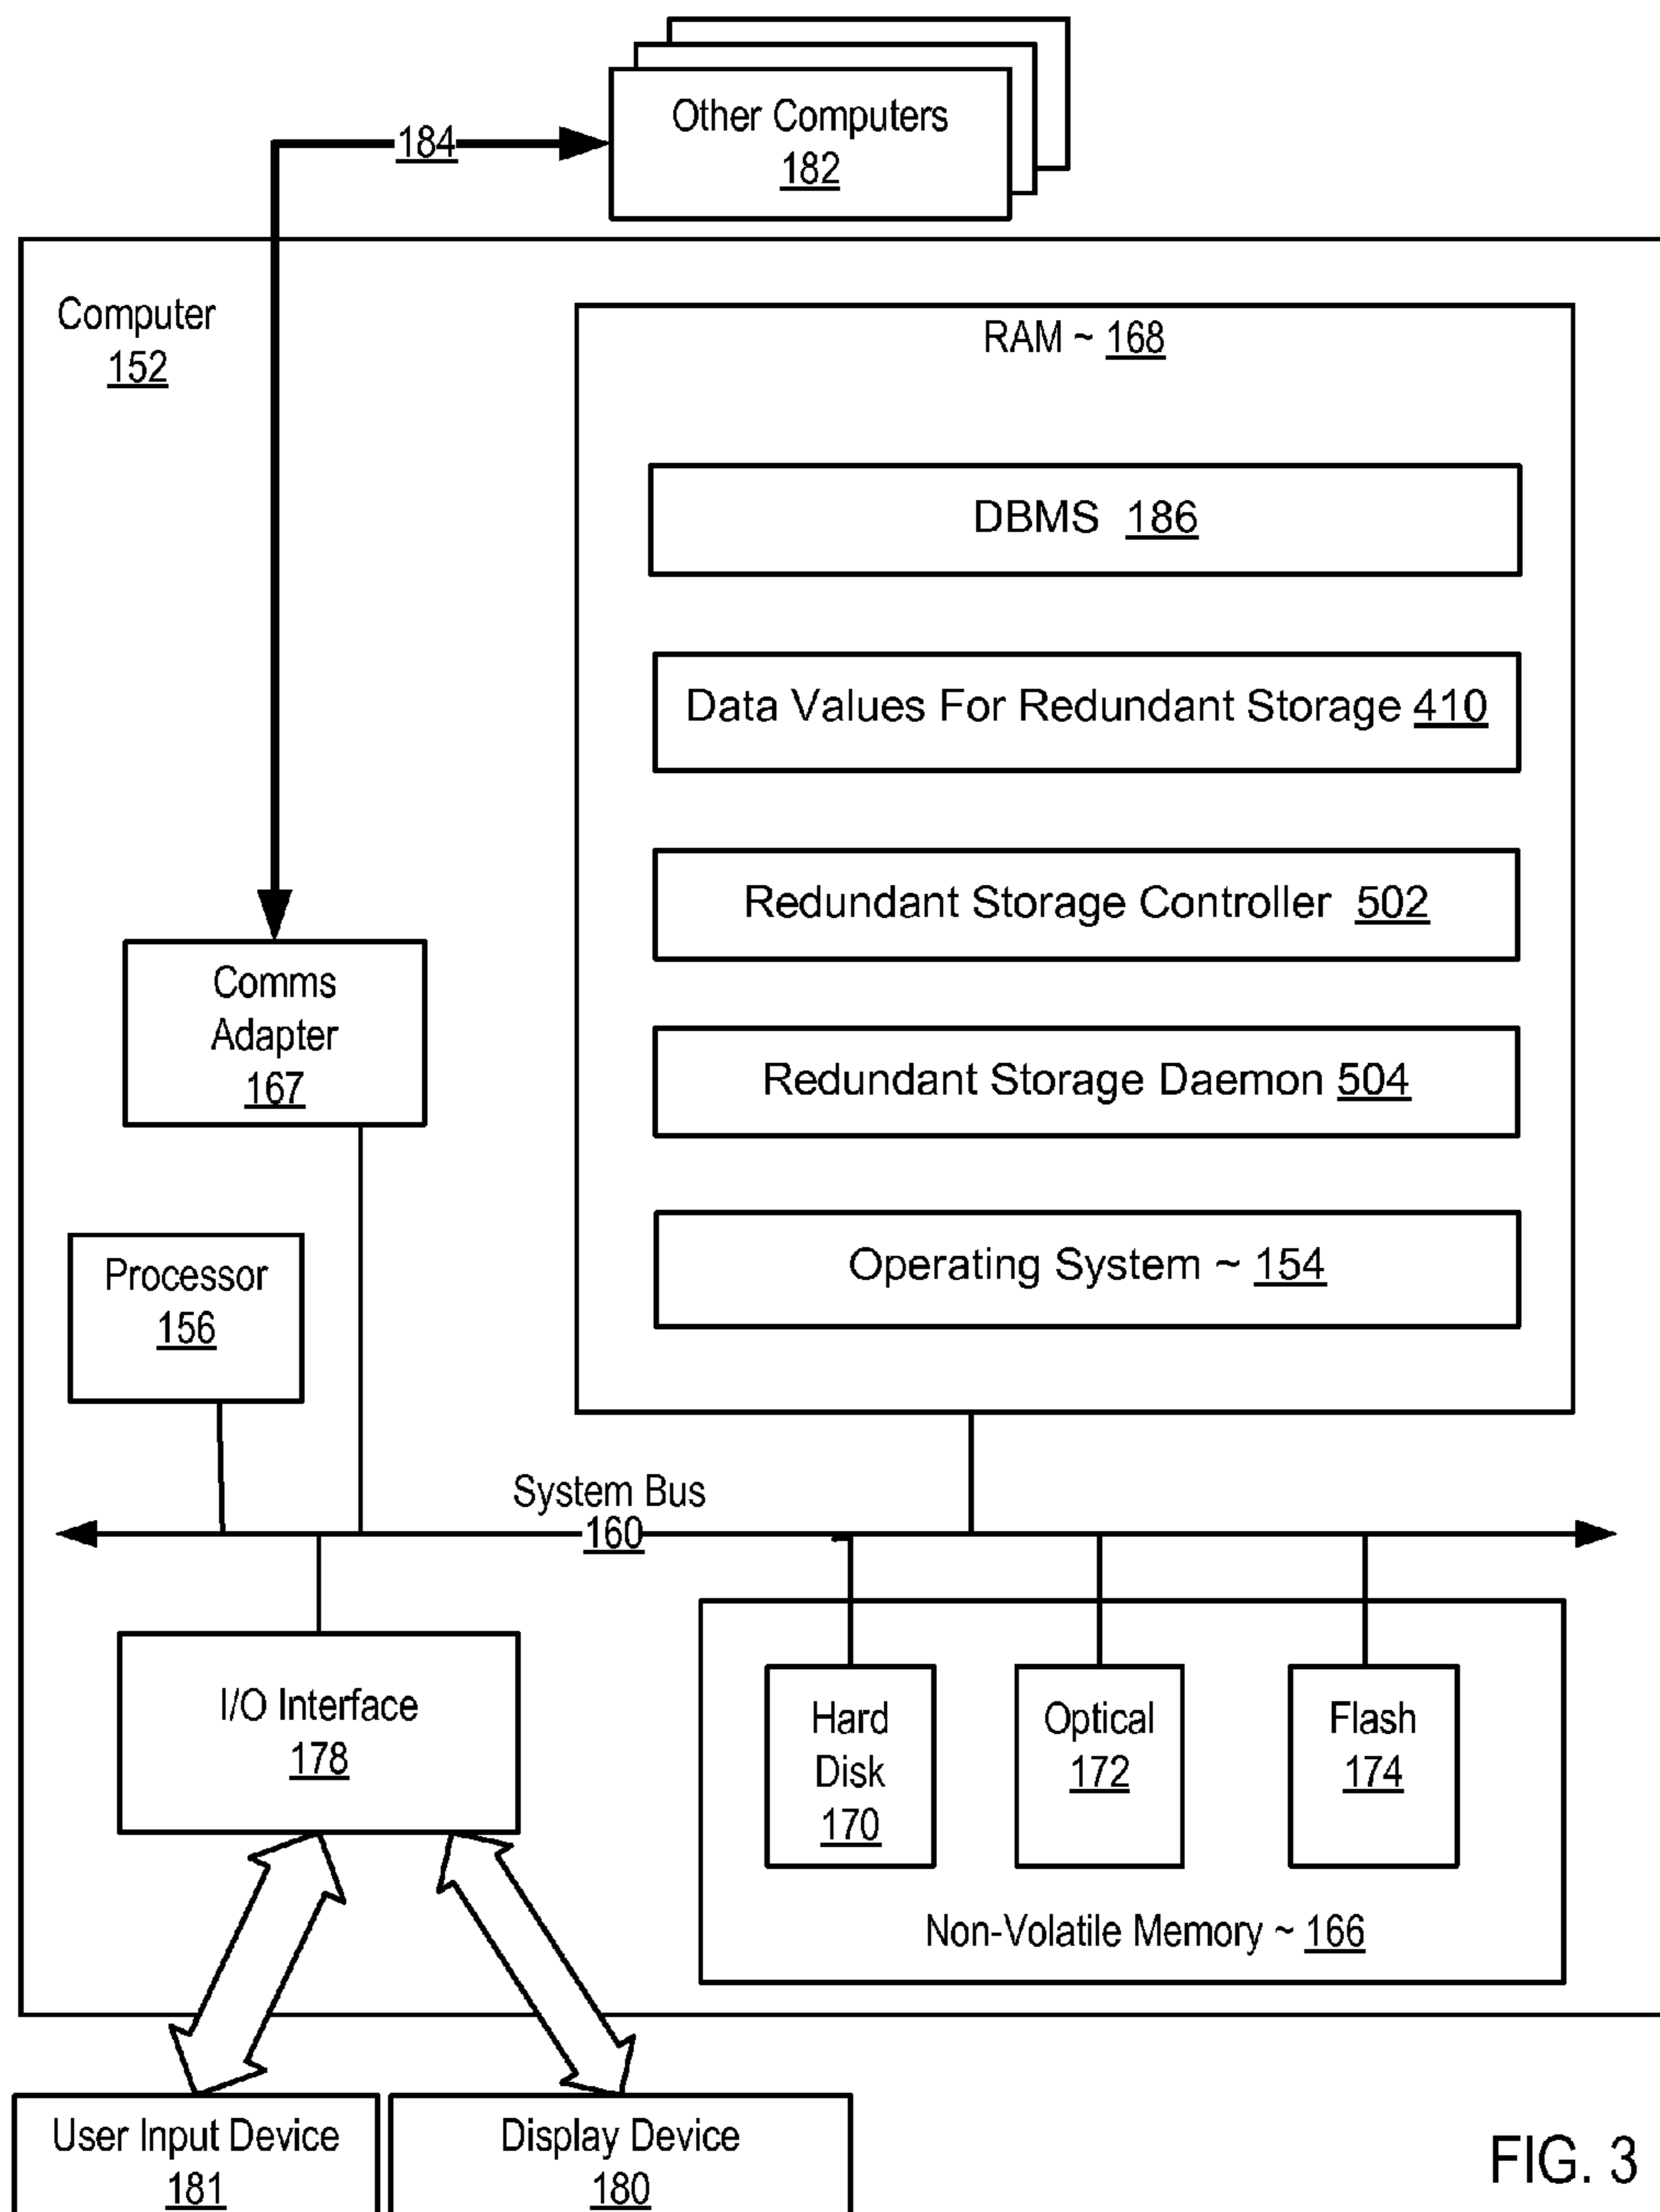 Other Computers
182
184
Computer
152
RAM ~ 168
DBMS 186
Data Values For Redundant Storage 410
Redundant Storage Controller 502
Comms
Adapter
167
Redundant Storage Daemon 504
Processor
156
Operating System ~ 154
System Bus
160
I/O Interface
178
Hard
Disk
170
Optical
172
Flash
174
Non-Volatile Memory ~ 166
User Input Device
181
Display Device
180
FIG. 3